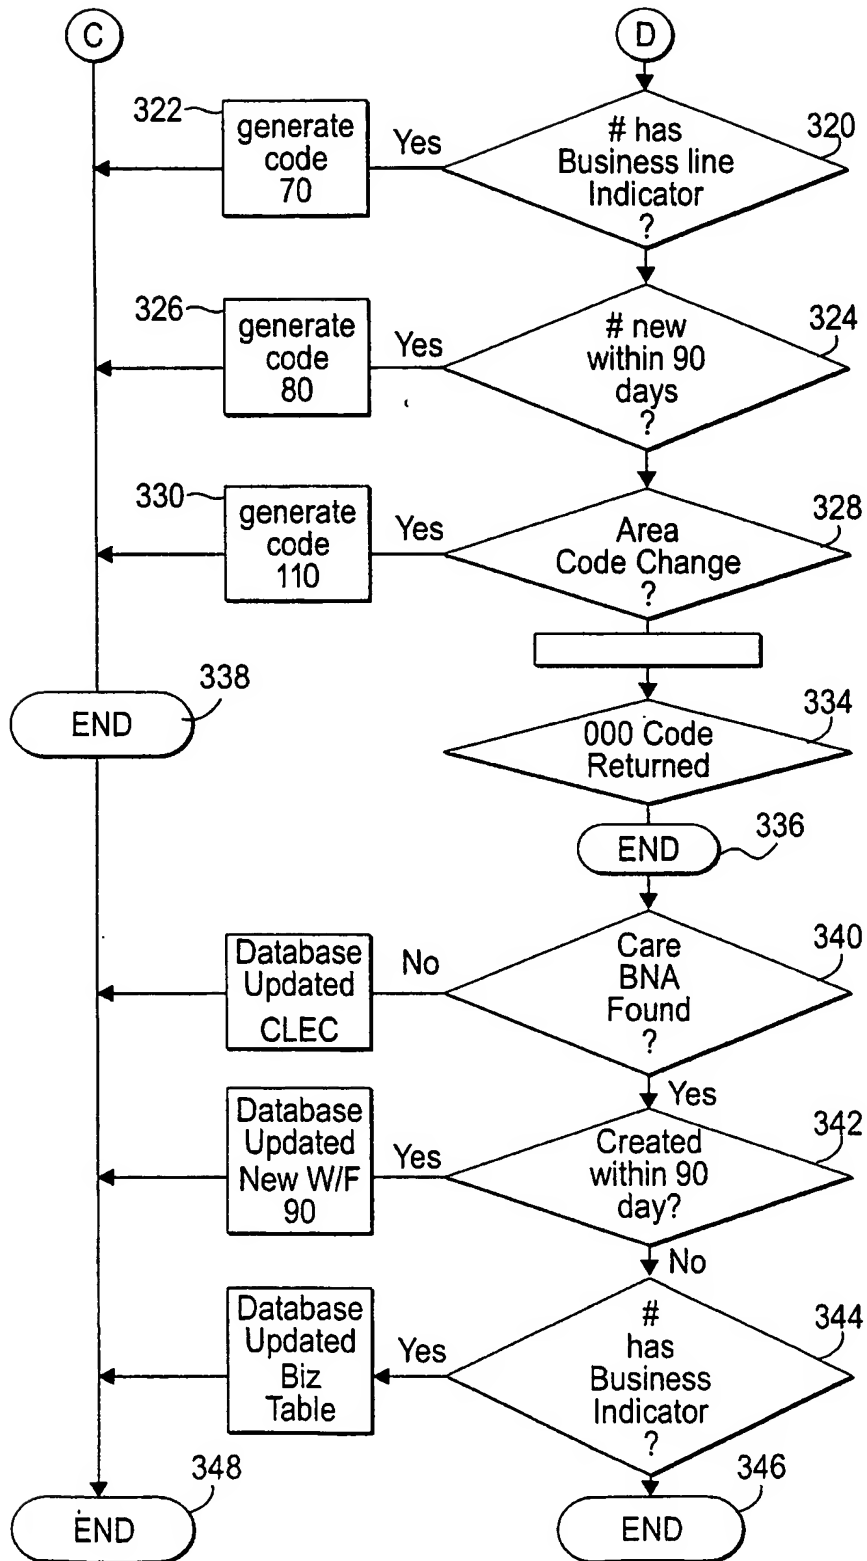 C
D
322
generate
code
70
Yes
# has
Business line
Indicator
?
320
326
generate
code
80
Yes
# new
within 90
days
?
324
330
generate
code
110
Yes
Area
Code Change
?
328
END
338
000 Code
Returned
334
END
336
Database
Updated
CLEC
No
Care
BNA
Found
?
340
Yes
Database
Updated
New W/F
90
Yes
Created
within 90
day?
342
No
Database
Updated
Biz
Table
Yes
#
has
Business
Indicator
?
344
END
348
END
346